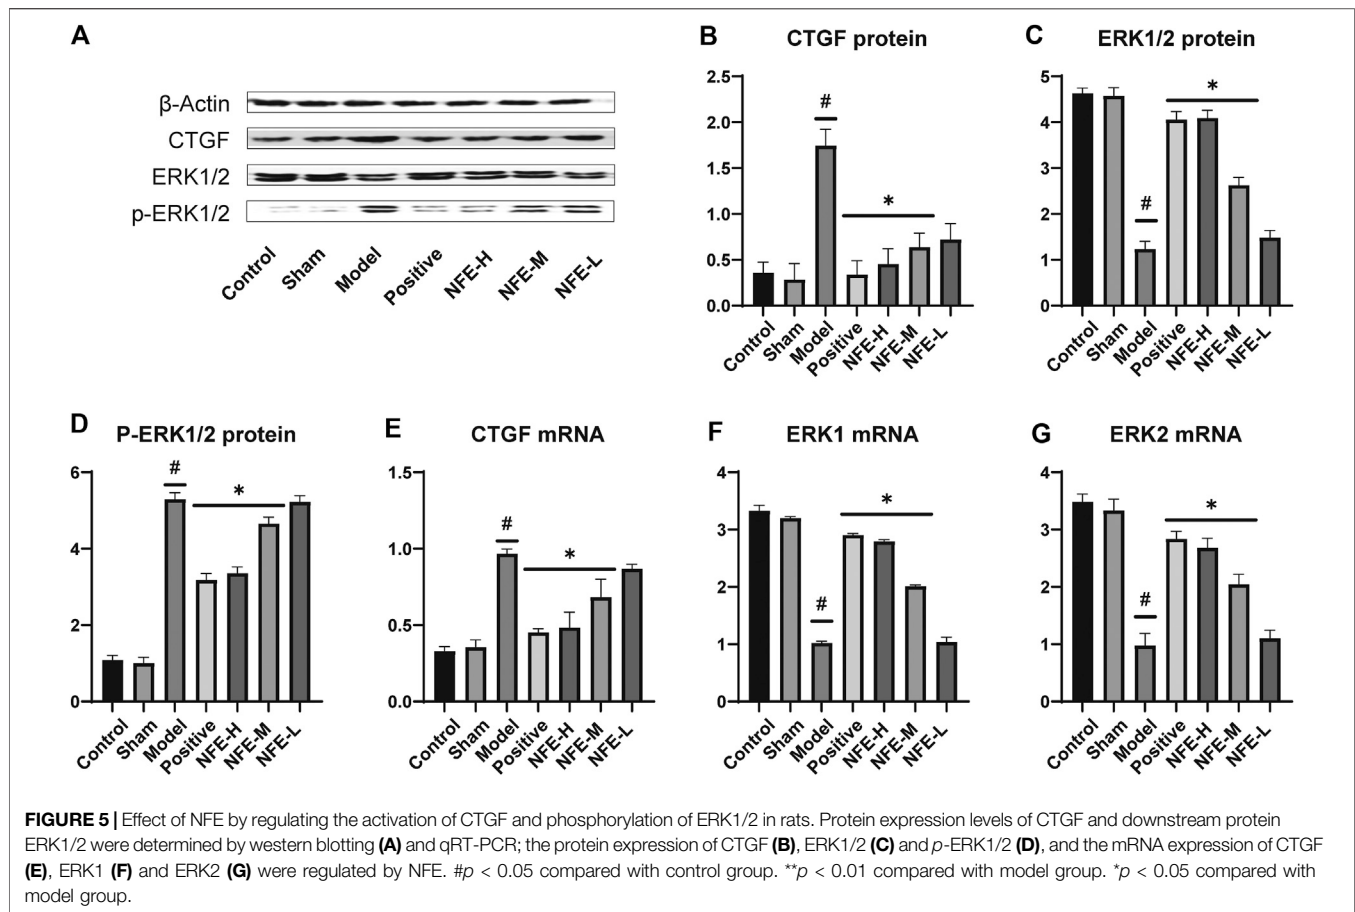 A
β-Actin
CTGF
ERK1/2
p-ERK1/2
Control
Sham
Model
Positive
NFE-H
NFE-M
NFE-L
B
CTGF protein
2.5
2.0
1.5
1.0
0.5
0.0
#
*
Control
Sham
Model
Positive
NFE-H
NFE-M
NFE-L
C
ERK1/2 protein
5
4
3
2
1
0
#
*
Control
Sham
Model
Positive
NFE-H
NFE-M
NFE-L
D
P-ERK1/2 protein
6
4
2
0
#
*
Control
Sham
Model
Positive
NFE-H
NFE-M
NFE-L
E
CTGF mRNA
1.5
1.0
0.5
0.0
#
*
Control
Sham
Model
Positive
NFE-H
NFE-M
NFE-L
F
ERK1 mRNA
4
3
2
1
0
#
*
Control
Sham
Model
Positive
NFE-H
NFE-M
NFE-L
G
ERK2 mRNA
4
3
2
1
0
#
*
Control
Sham
Model
Positive
NFE-H
NFE-M
NFE-L
FIGURE 5 | Effect of NFE by regulating the activation of CTGF and phosphorylation of ERK1/2 in rats. Protein expression levels of CTGF and downstream protein
ERK1/2 were determined by western blotting (A) and qRT-PCR; the protein expression of CTGF (B), ERK1/2 (C) and p-ERK1/2 (D), and the mRNA expression of CTGF
(E), ERK1 (F) and ERK2 (G) were regulated by NFE. #p < 0.05 compared with control group. **p < 0.01 compared with model group. *p < 0.05 compared with
model group.